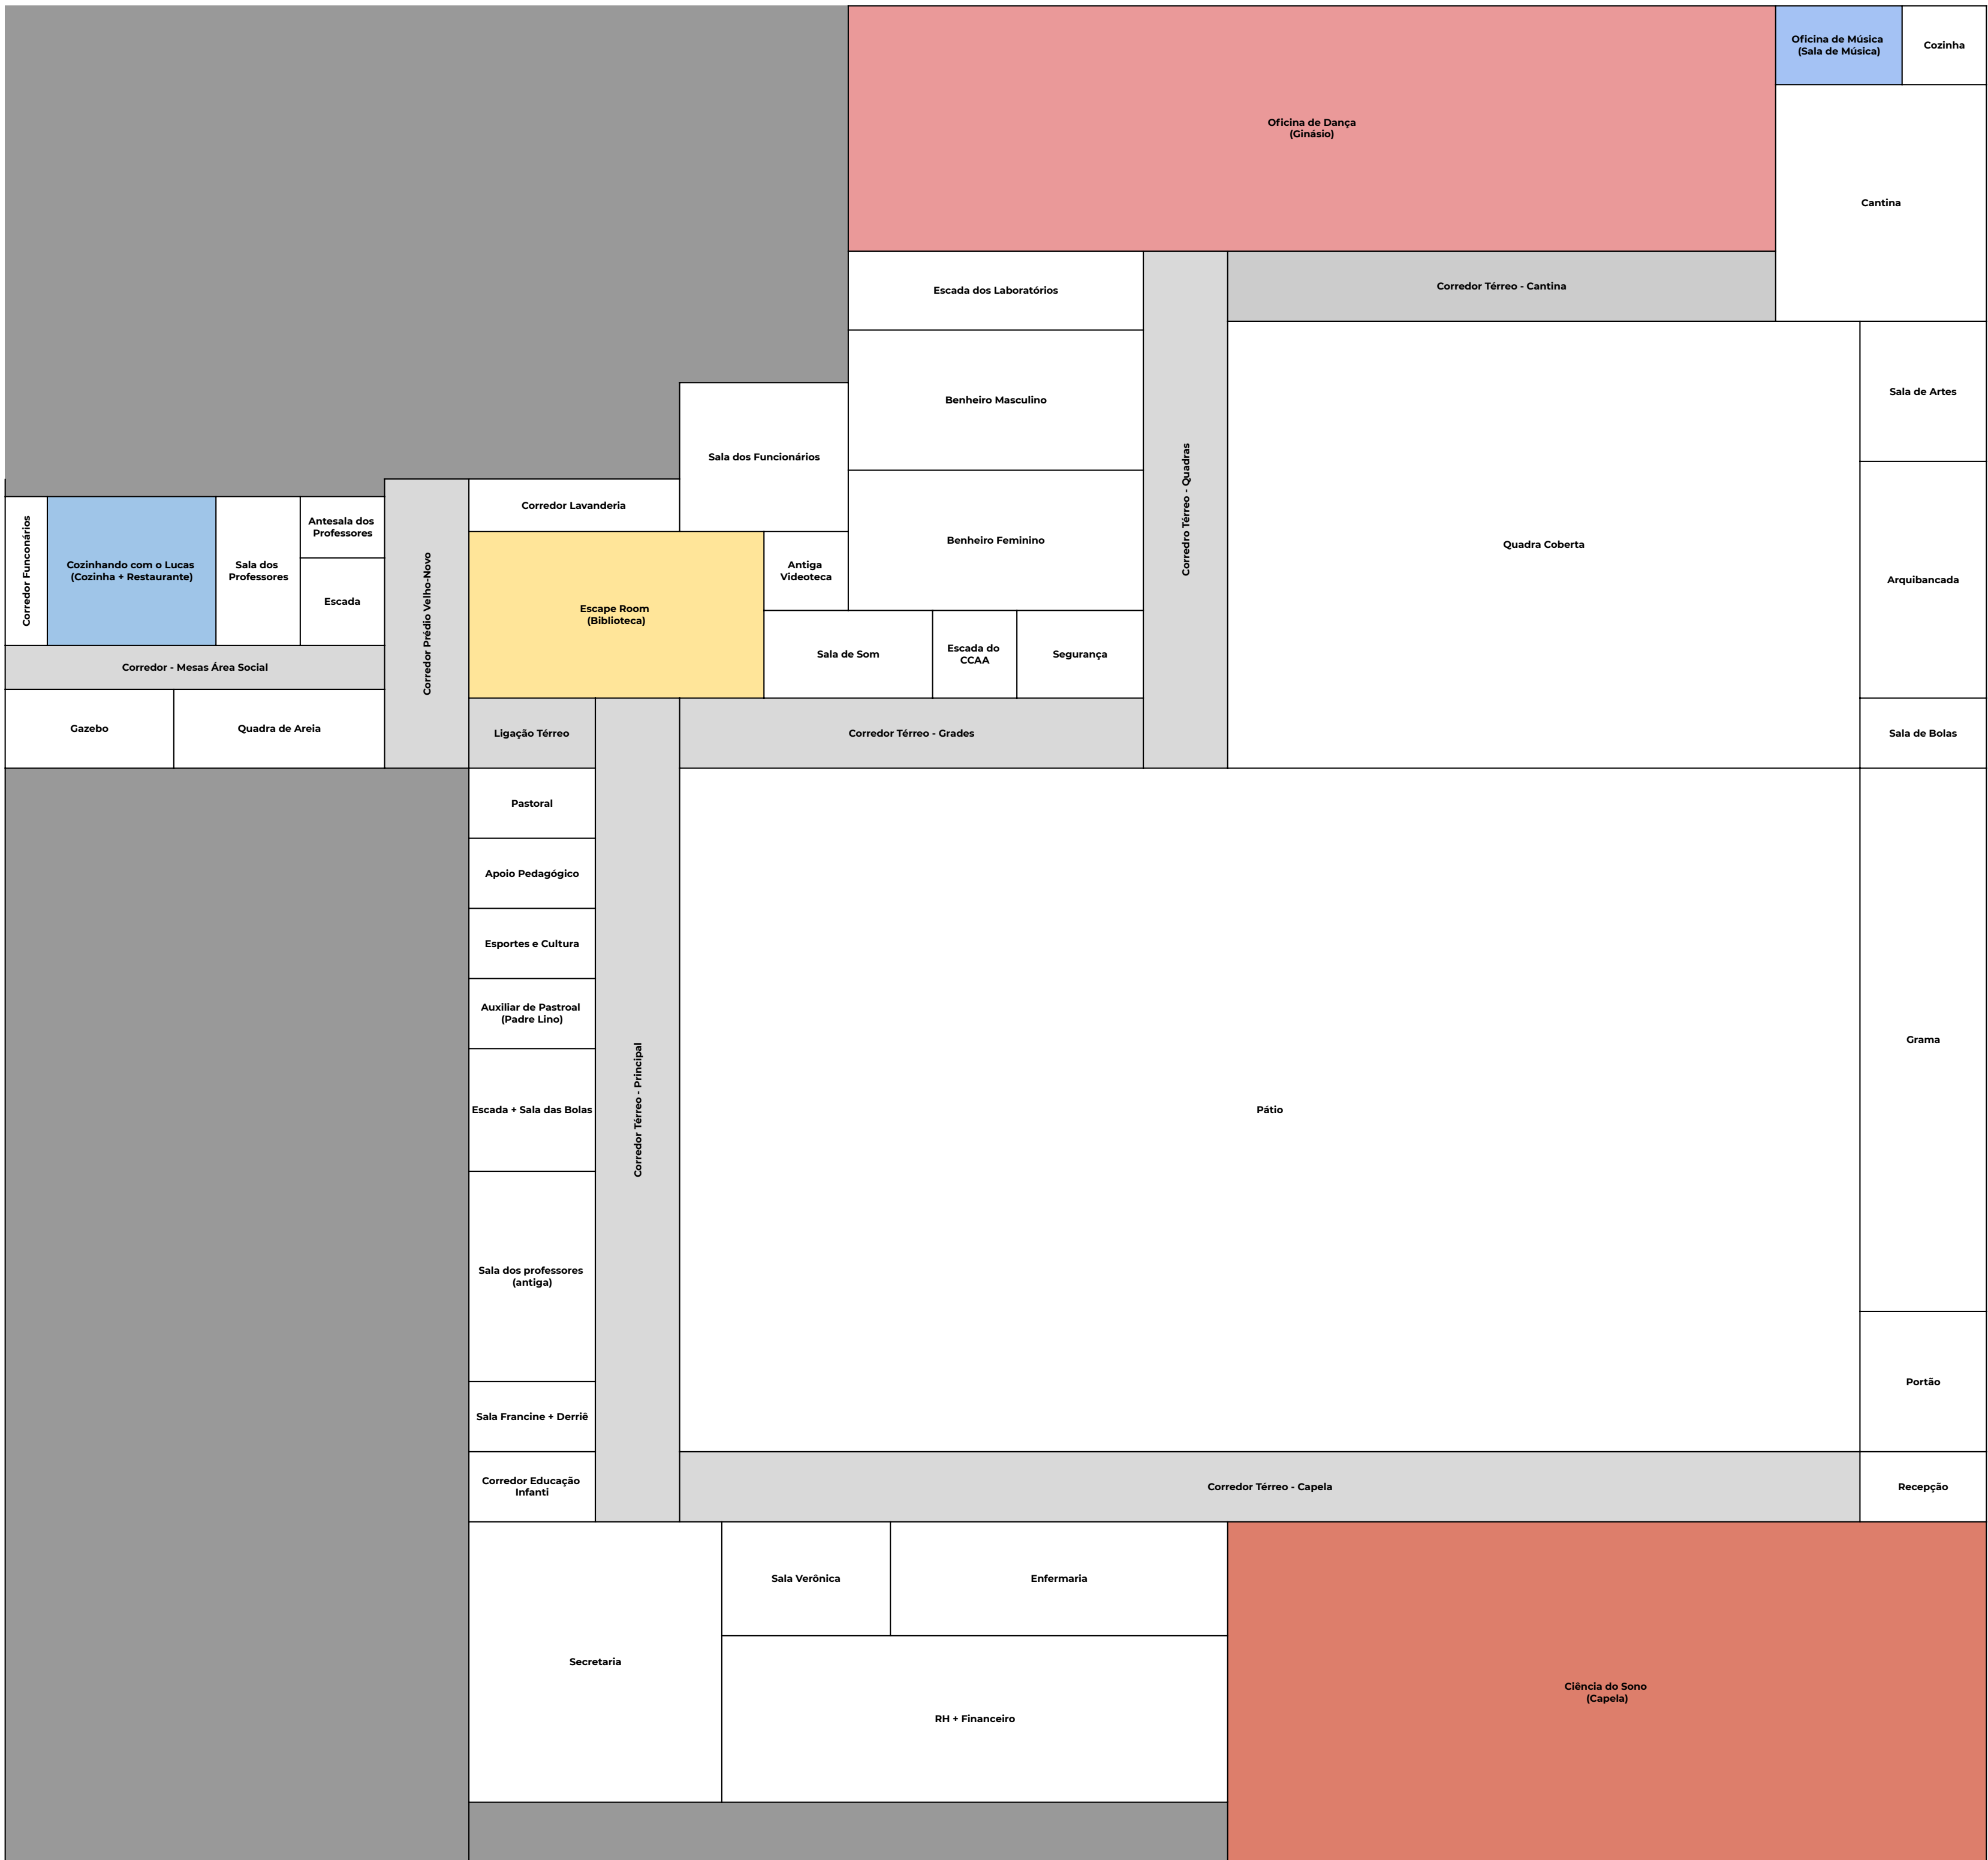 Oficina de Música
(Sala de Música)
Cozinha
Oficina de Dança
(Ginásio)
Cantina
Escada dos Laboratórios
Corredor Térreo - Cantina
Benheiro Masculino
Sala de Artes
Sala dos Funcionários
Corredro Térreo - Quadras
Corredor Lavanderia
Corredor Funconários
Cozinhando com o Lucas
(Cozinha + Restaurante)
Sala dos
Professores
Antesala dos
Professores
Escada
Corredor Prédio Velho-Novo
Escape Room
(Biblioteca)
Antiga
Videoteca
Benheiro Feminino
Quadra Coberta
Arquibancada
Sala de Som
Escada do
CCAA
Segurança
Corredor - Mesas Área Social
Gazebo
Quadra de Areia
Ligação Térreo
Corredor Térreo - Grades
Sala de Bolas
Pastoral
Apoio Pedagógico
Esportes e Cultura
Auxiliar de Pastroal
(Padre Lino)
Escada + Sala das Bolas
Corredor Térreo - Principal
Pátio
Grama
Sala dos professores
(antiga)
Portão
Sala Francine + Derriê
Corredor Educação
Infanti
Corredor Térreo - Capela
Recepção
Secretaria
Sala Verônica
Enfermaria
RH + Financeiro
Ciência do Sono
(Capela)